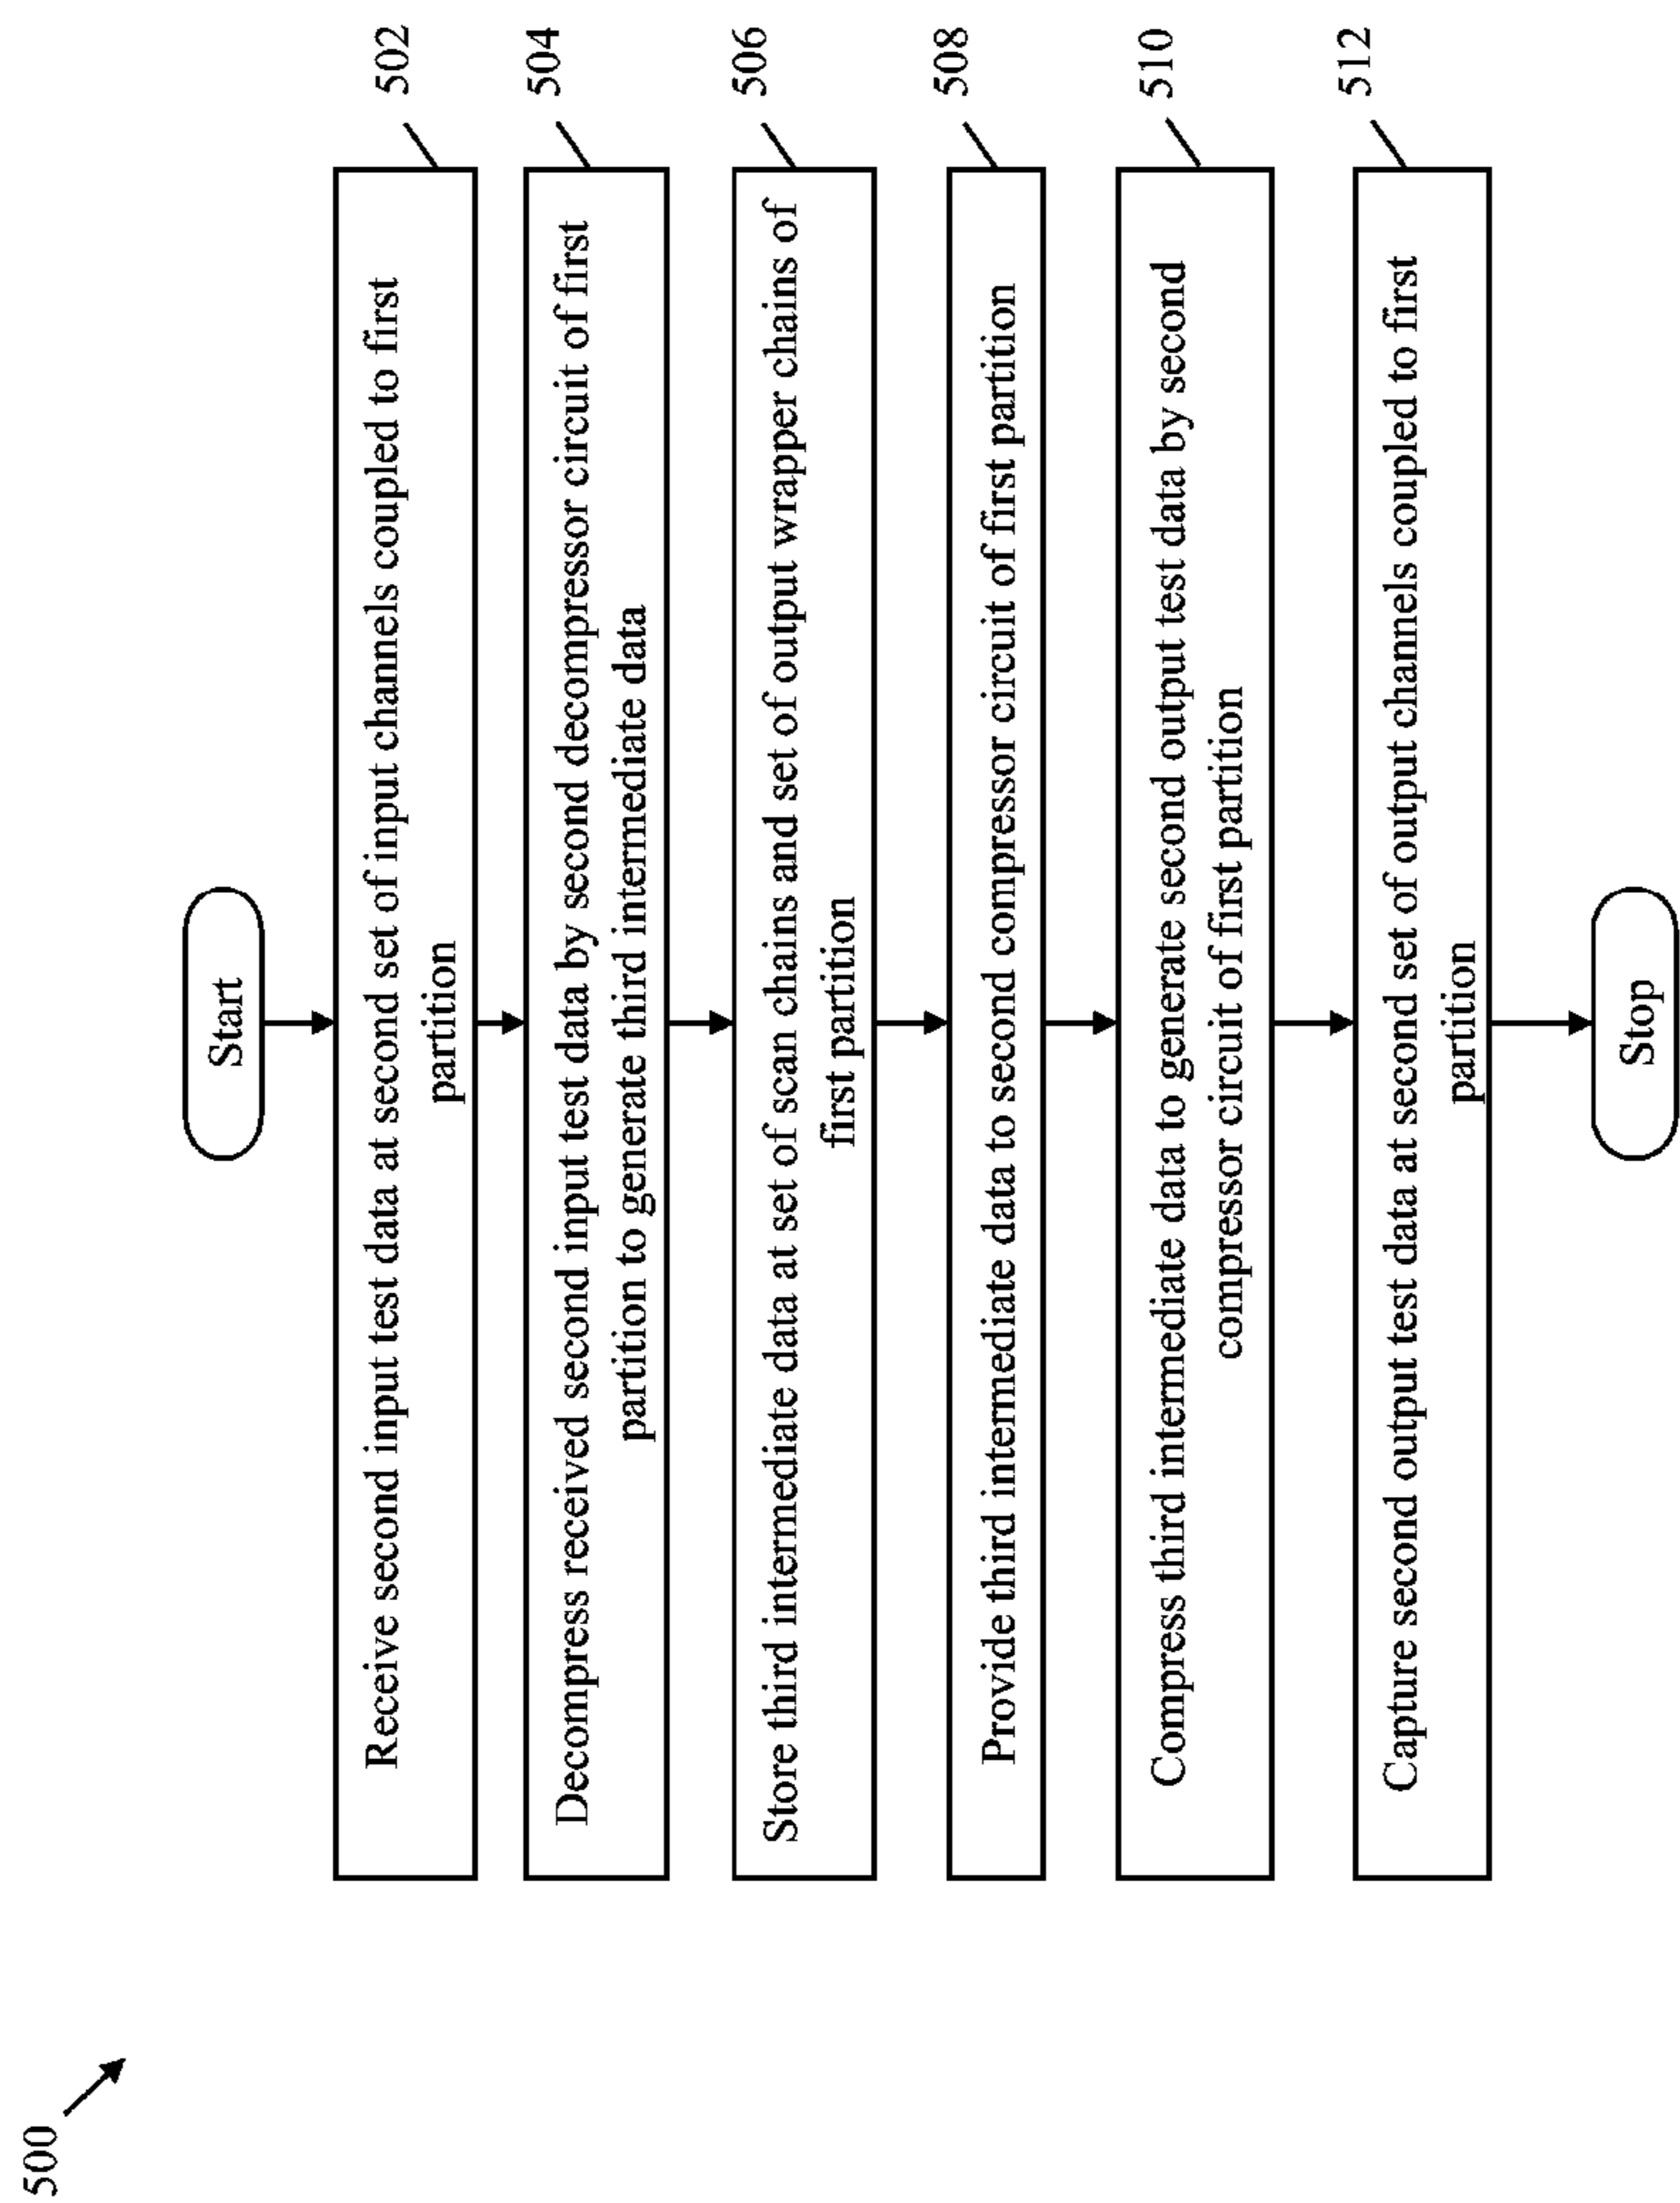 500
Start
Receive second input test data at second set of input channels coupled to first
partition
502
Decompress received second input test data by second decompressor circuit of first
partition to generate third intermediate data
504
Store third intermediate data at set of scan chains and set of output wrapper chains of
first partition
506
Provide third intermediate data to second compressor circuit of first partition
508
Compress third intermediate data to generate second output test data by second
compressor circuit of first partition
510
Capture second output test data at second set of output channels coupled to first
partition
512
Stop